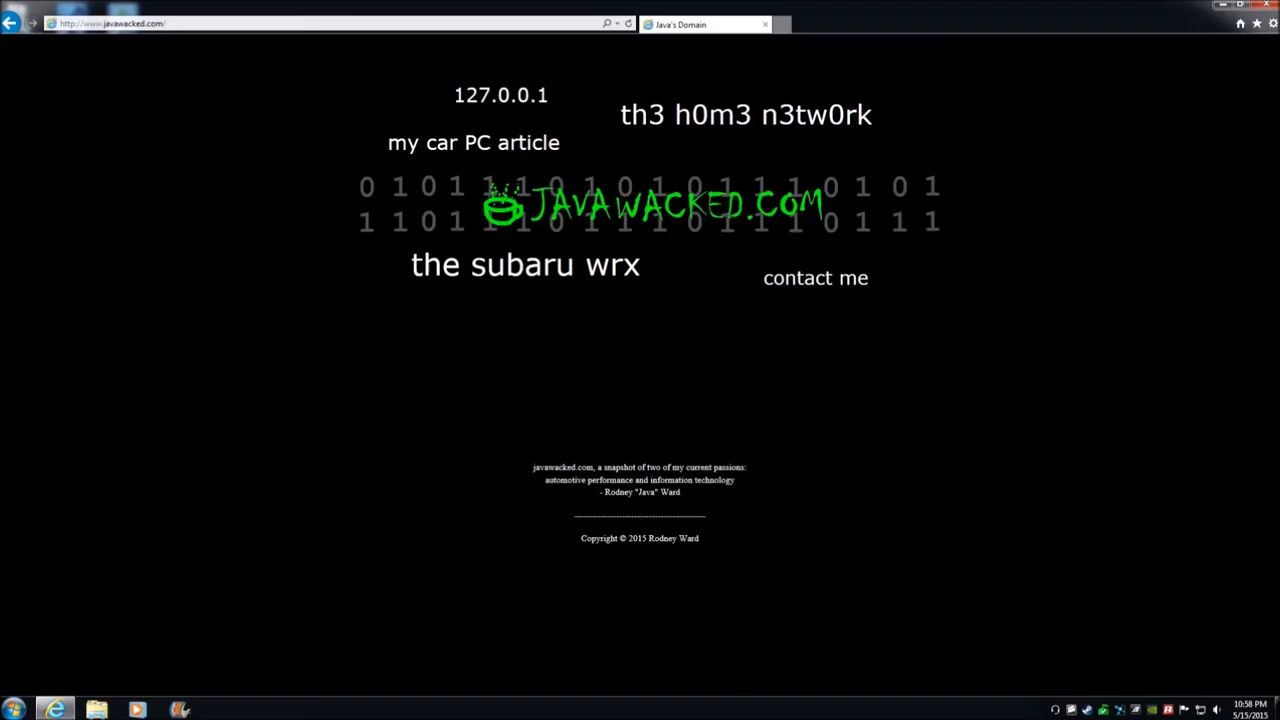 http://www.javawacked.com/
Java's Domain
127.0.0.1
th3 h0m3 n3tw0rk
my car PC article
0 1 0 1 1 1 0 1 0 1 0 1 1 1 0 1 0 1
JAVAWACKED.COM
1 1 0 1 1 1 0 1 1 1 0 1 1 1 0 1 1 1
the subaru wrx
contact me
javawacked.com, a snapshot of two of my current passions:
automotive performance and information technology
- Rodney "Java" Ward
--------------------------------------------
Copyright © 2015 Rodney Ward
10:58 PM
5/15/2015